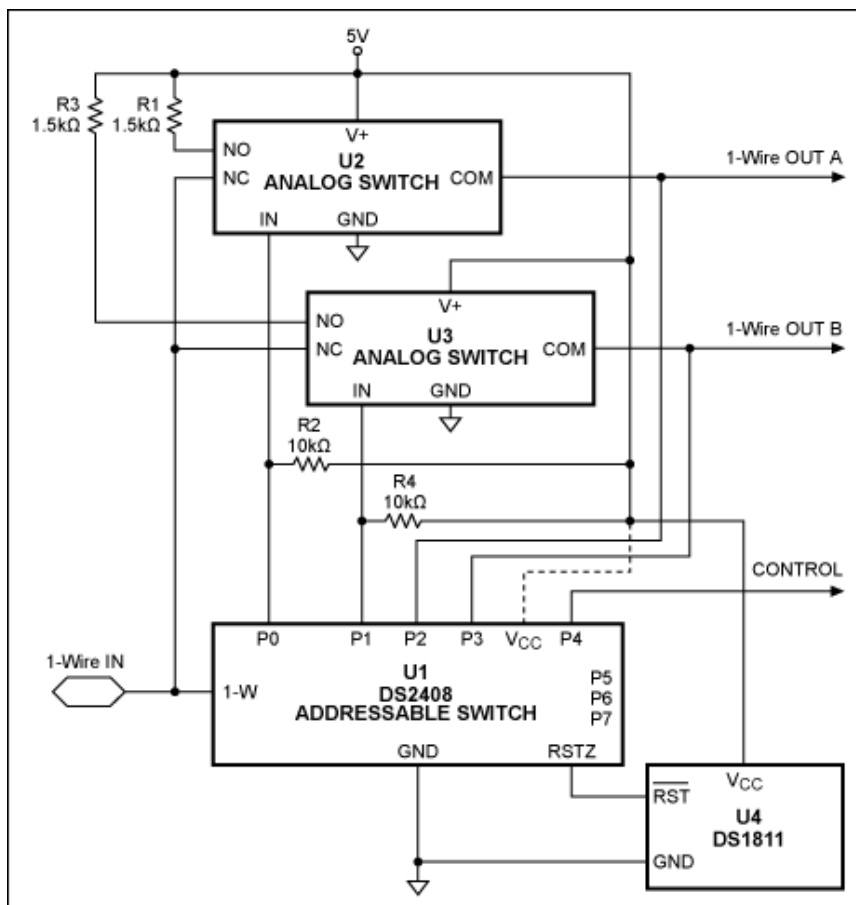 5V
R3
1.5kΩ
R1
1.5kΩ
V+
NO
U2
1-Wire OUT A
NC
ANALOG SWITCH
COM
IN
GND
V+
NO
U3
1-Wire OUT B
NC
ANALOG SWITCH
COM
IN
GND
R2
10kΩ
R4
10kΩ
CONTROL
P0
P1
P2
P3
VCC
P4
1-Wire IN
1-W
U1
DS2408
ADDRESSABLE SWITCH
P5
P6
P7
GND
RSTZ
VCC
RST
U4
DS1811
GND